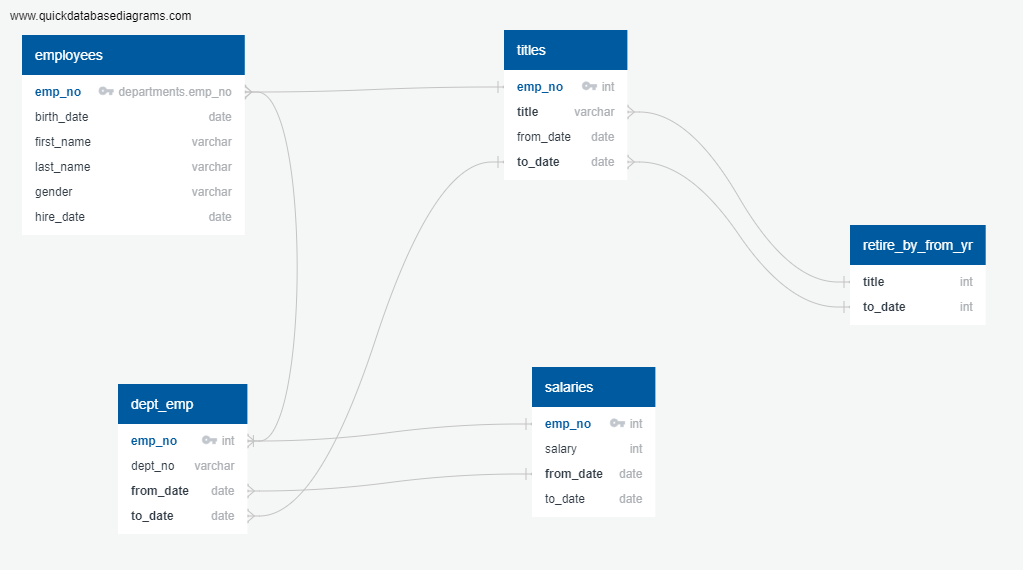 www.quickdatabasediagrams.com
employees
emp_no departments.emp_no
birth_date date
first_name varchar
last_name varchar
gender varchar
hire_date date
titles
emp_no int
title varchar
from_date date
to_date date
retire_by_from_yr
title int
to_date int
dept_emp
emp_no int
dept_no varchar
from_date date
to_date date
salaries
emp_no int
salary int
from_date date
to_date date